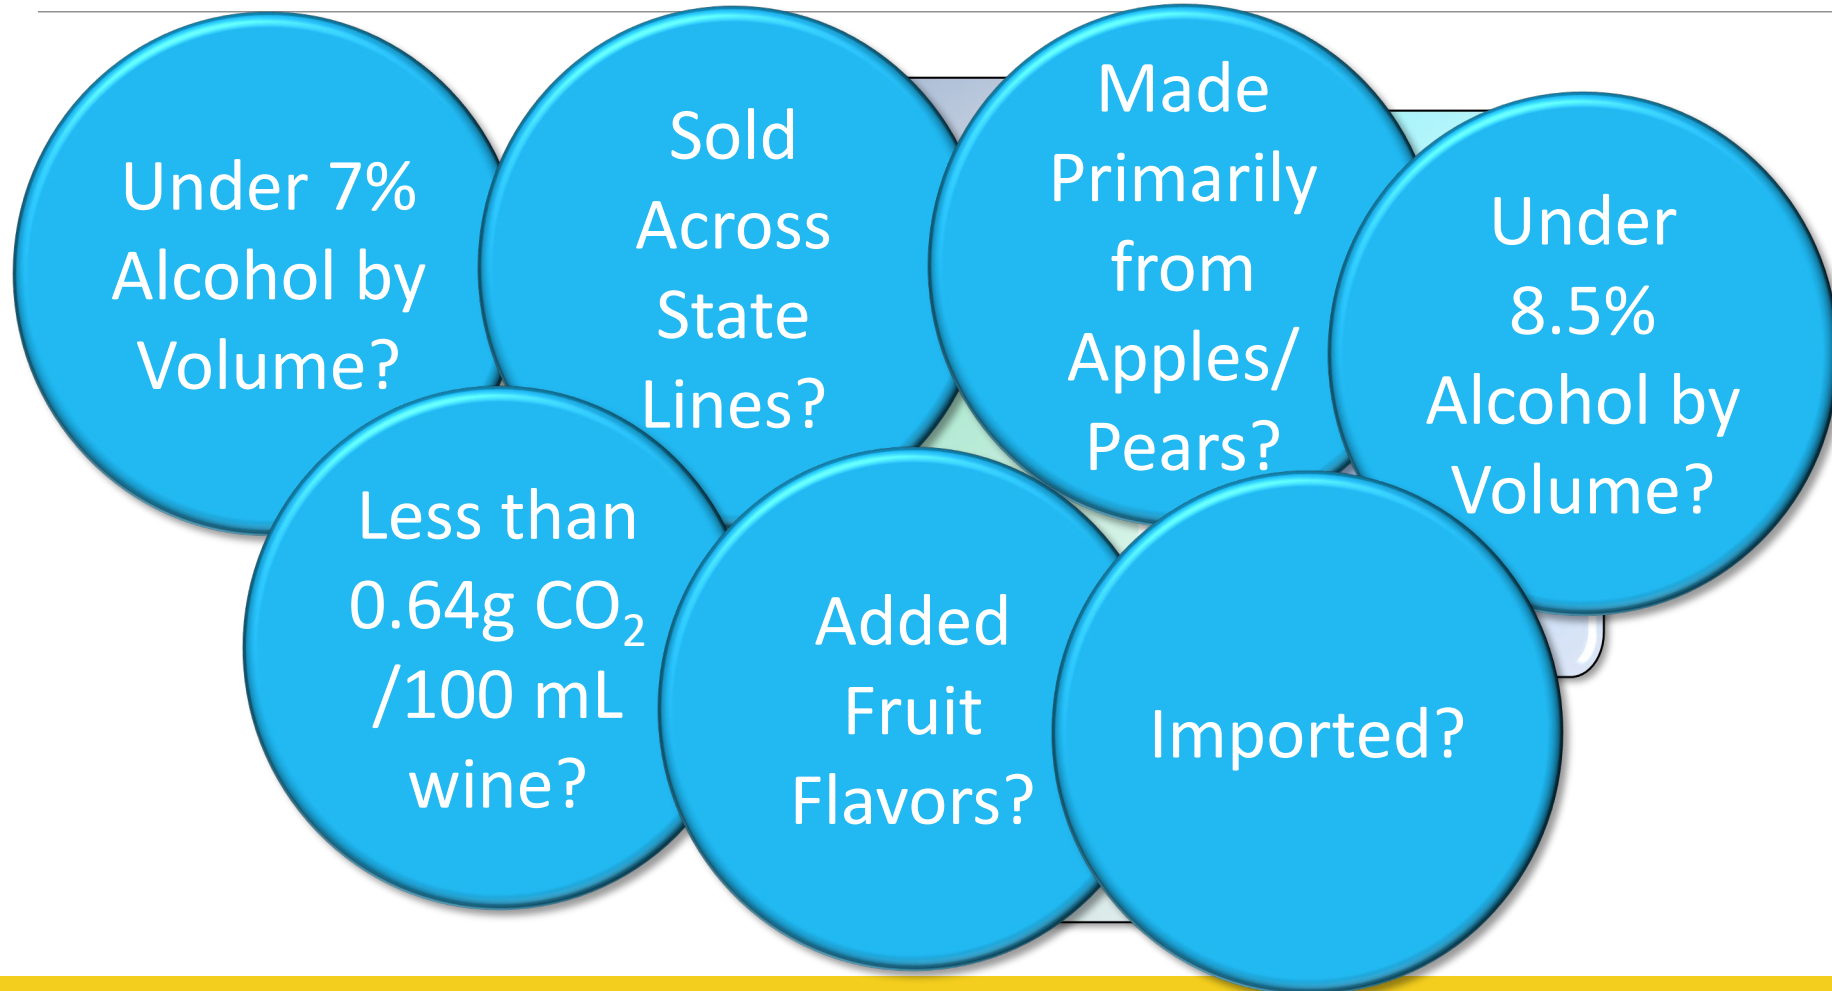 Under 7%
Alcohol by
Volume?
Sold
Across
State
Lines?
Made
Primarily
from
Apples/
Pears?
Under
8.5%
Alcohol by
Volume?
Less than
0.64g CO₂
/100 mL
wine?
Added
Fruit
Flavors?
Imported?